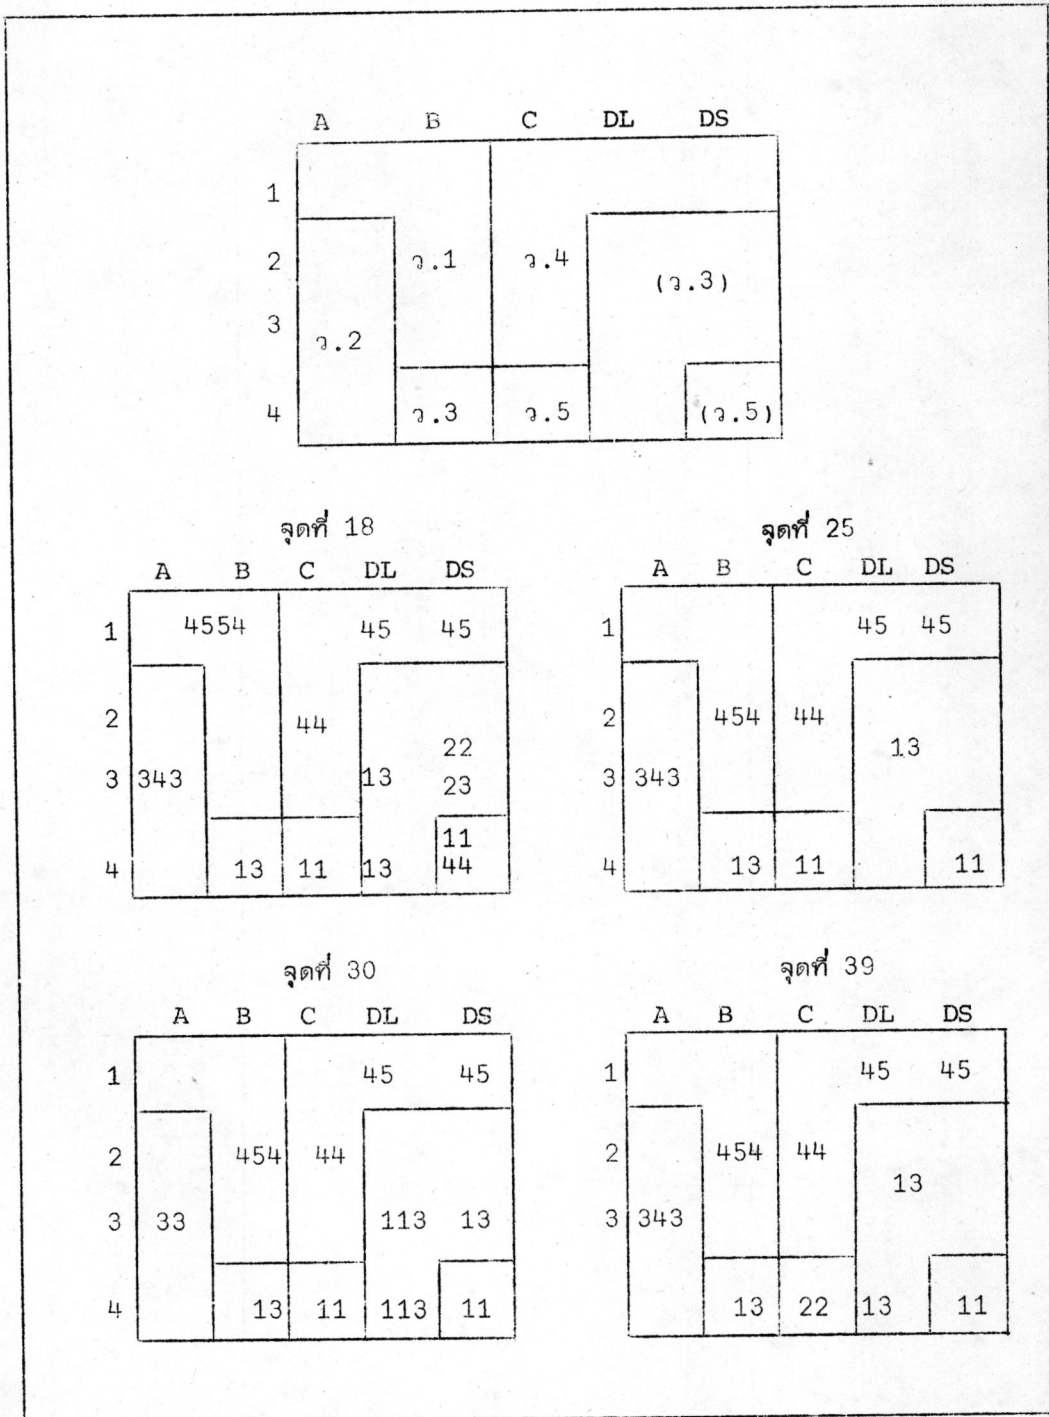 A B C DL DS
1
2 ว.1 ว.4 (ว.3)
3 ว.2
4 ว.3 ว.5 (ว.5)
จุดที่ 18
A B C DL DS
1 4554 45 45
2 44
22
3 343 13 23
11
4 13 11 13 44
จุดที่ 25
A B C DL DS
1 45 45
2 454 44
13
3 343
4 13 11 11
จุดที่ 30
A B C DL DS
1 45 45
2 454 44
3 33 113 13
4 13 11 113 11
จุดที่ 39
A B C DL DS
1 45 45
2 454 44
13
3 343
4 13 22 13 11